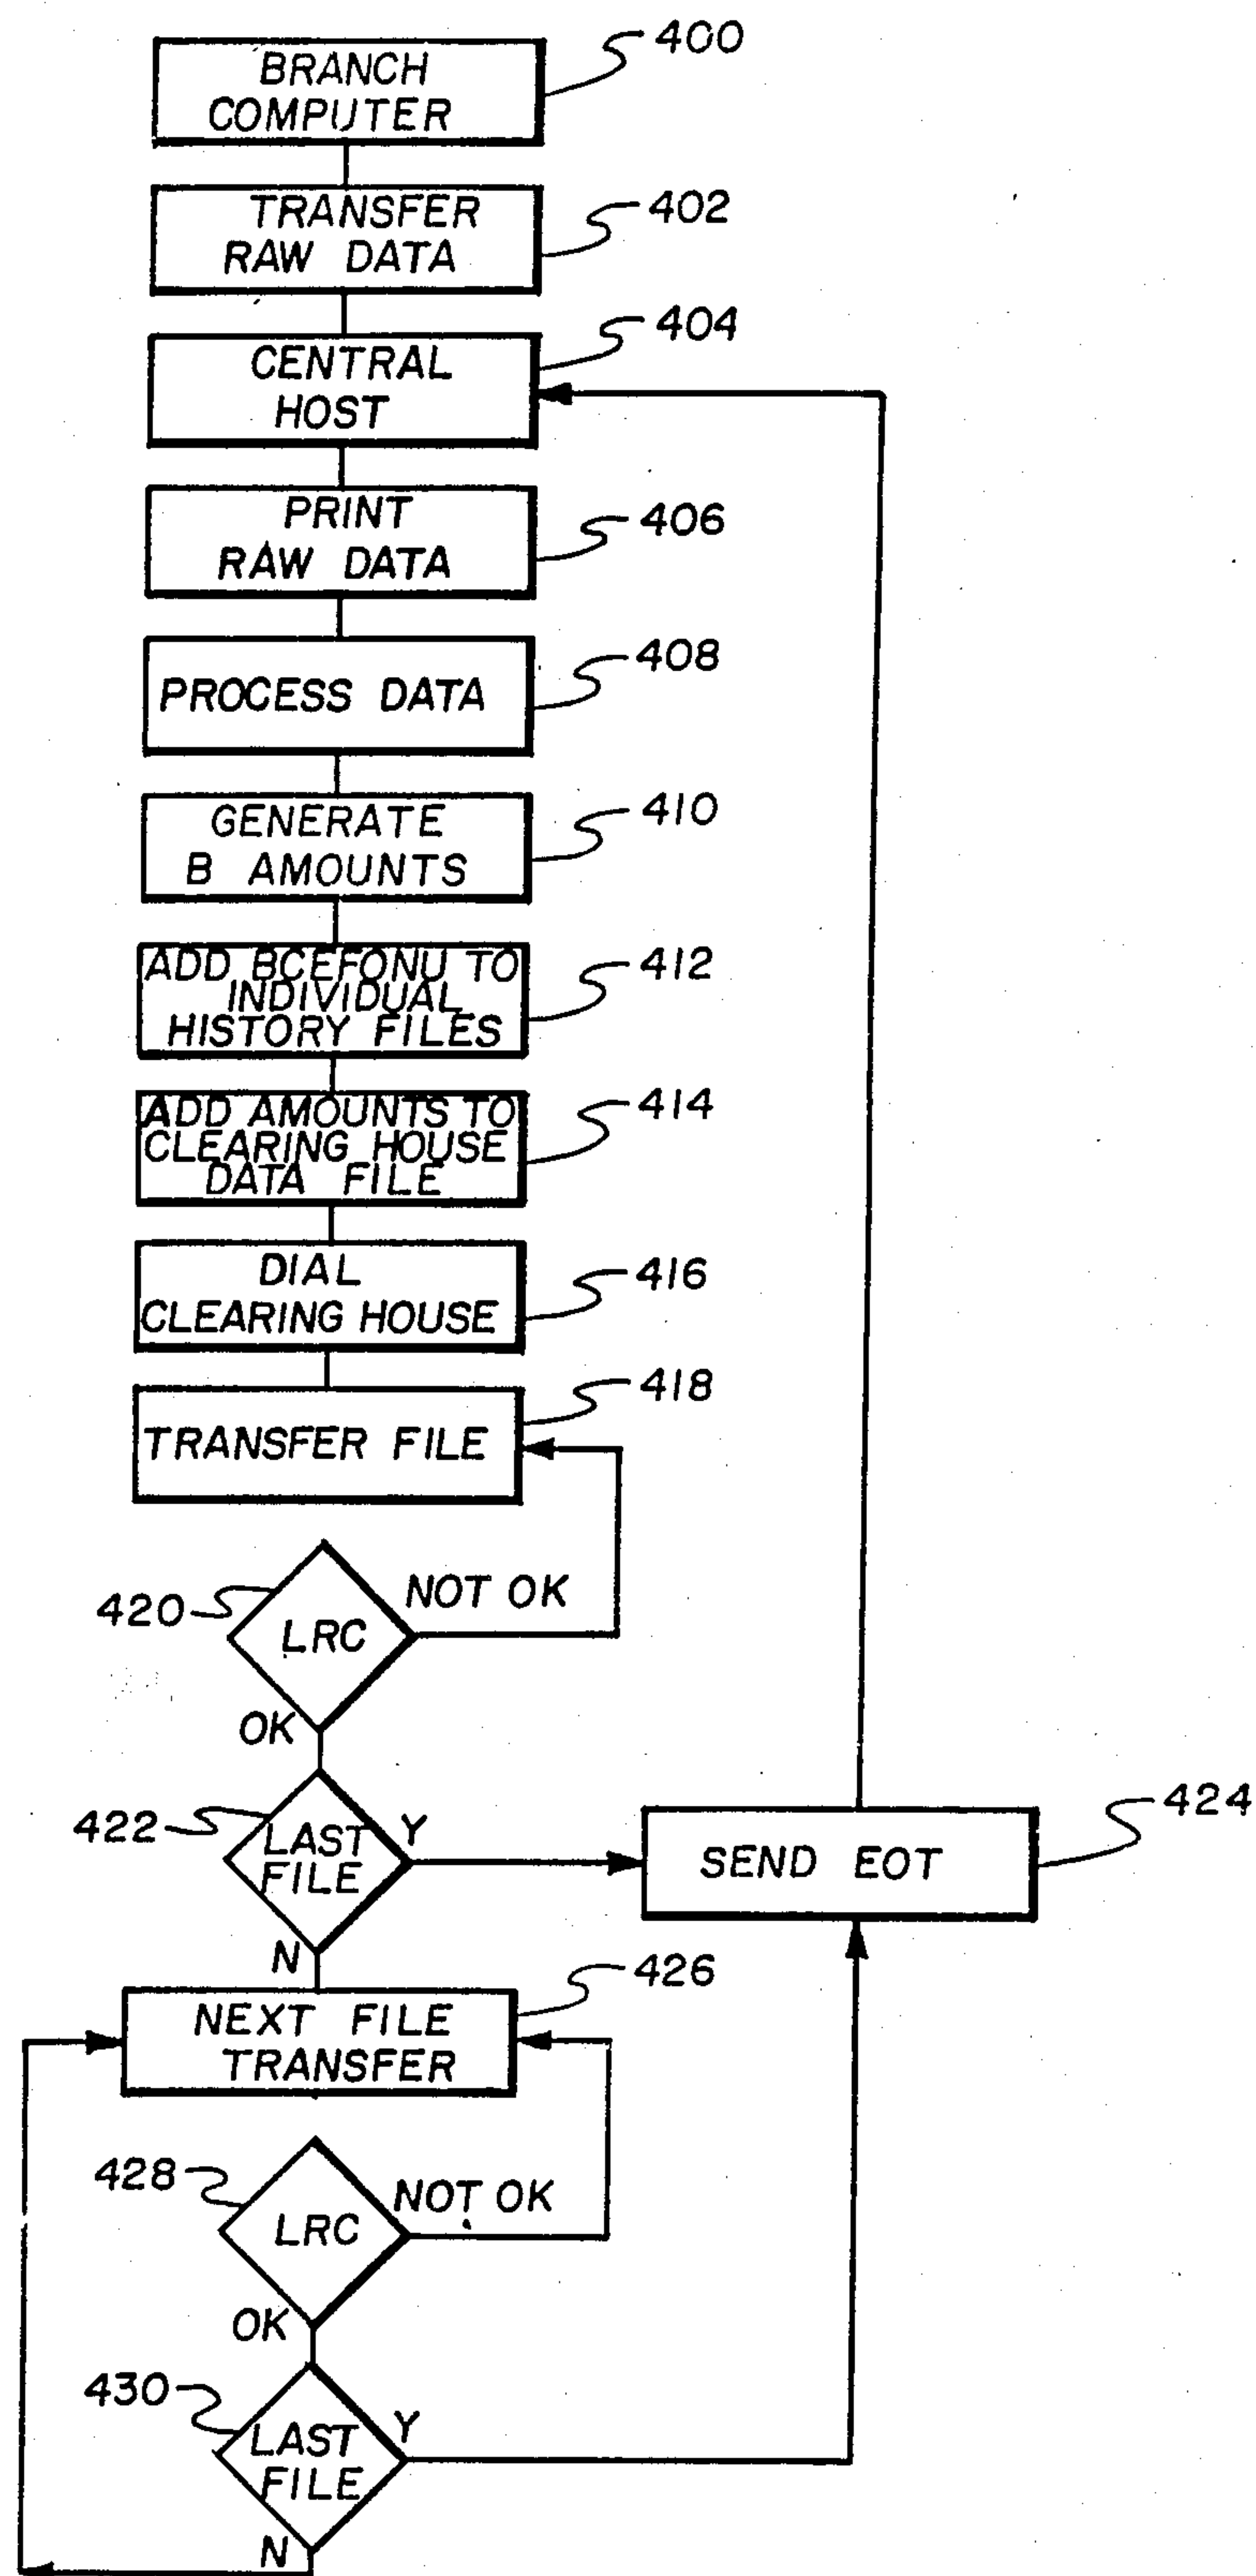 BRANCH
COMPUTER
400
TRANSFER
RAW DATA
402
CENTRAL
HOST
404
PRINT
RAW DATA
406
PROCESS DATA
408
GENERATE
B AMOUNTS
410
ADD BCEFONU TO
INDIVIDUAL
HISTORY FILES
412
ADD AMOUNTS TO
CLEARING HOUSE
DATA FILE
414
DIAL
CLEARING HOUSE
416
TRANSFER FILE
418
420
LRC
NOT OK
OK
422
LAST
FILE
Y
N
SEND EOT
424
NEXT FILE
TRANSFER
426
428
LRC
NOT OK
OK
430
LAST
FILE
Y
N